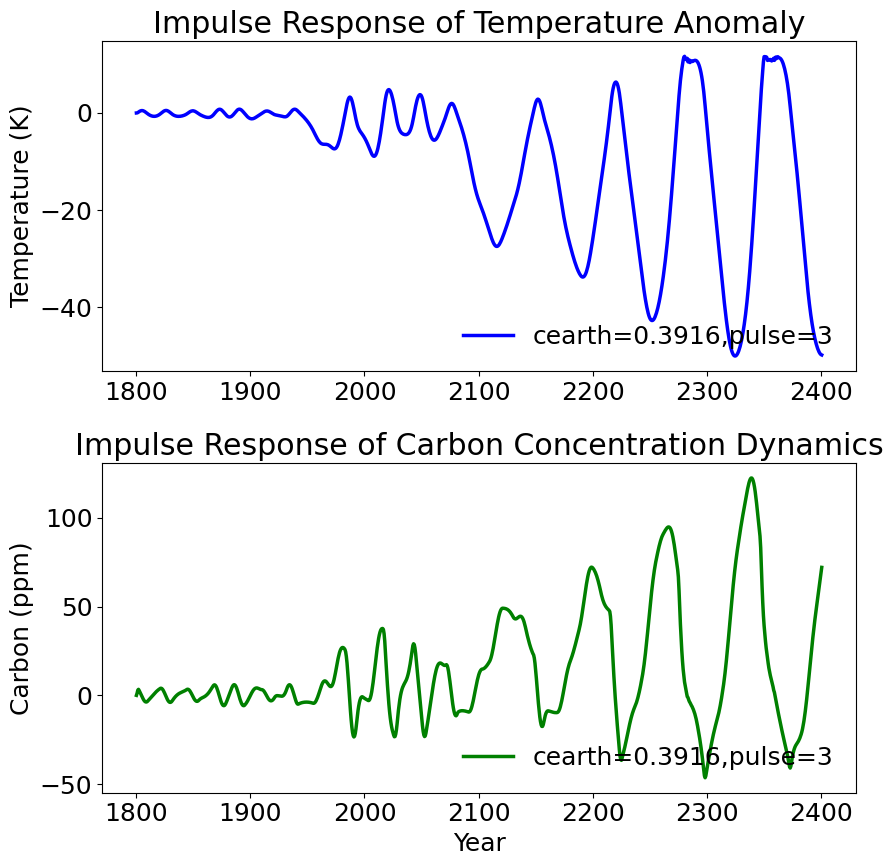 Impulse Response of Temperature Anomaly
Temperature (K)
0
−20
−40
cearth=0.3916,pulse=3
1800 1900 2000 2100 2200 2300 2400
Impulse Response of Carbon Concentration Dynamics
Carbon (ppm)
100
50
0
−50
cearth=0.3916,pulse=3
1800 1900 2000 2100 2200 2300 2400
Year